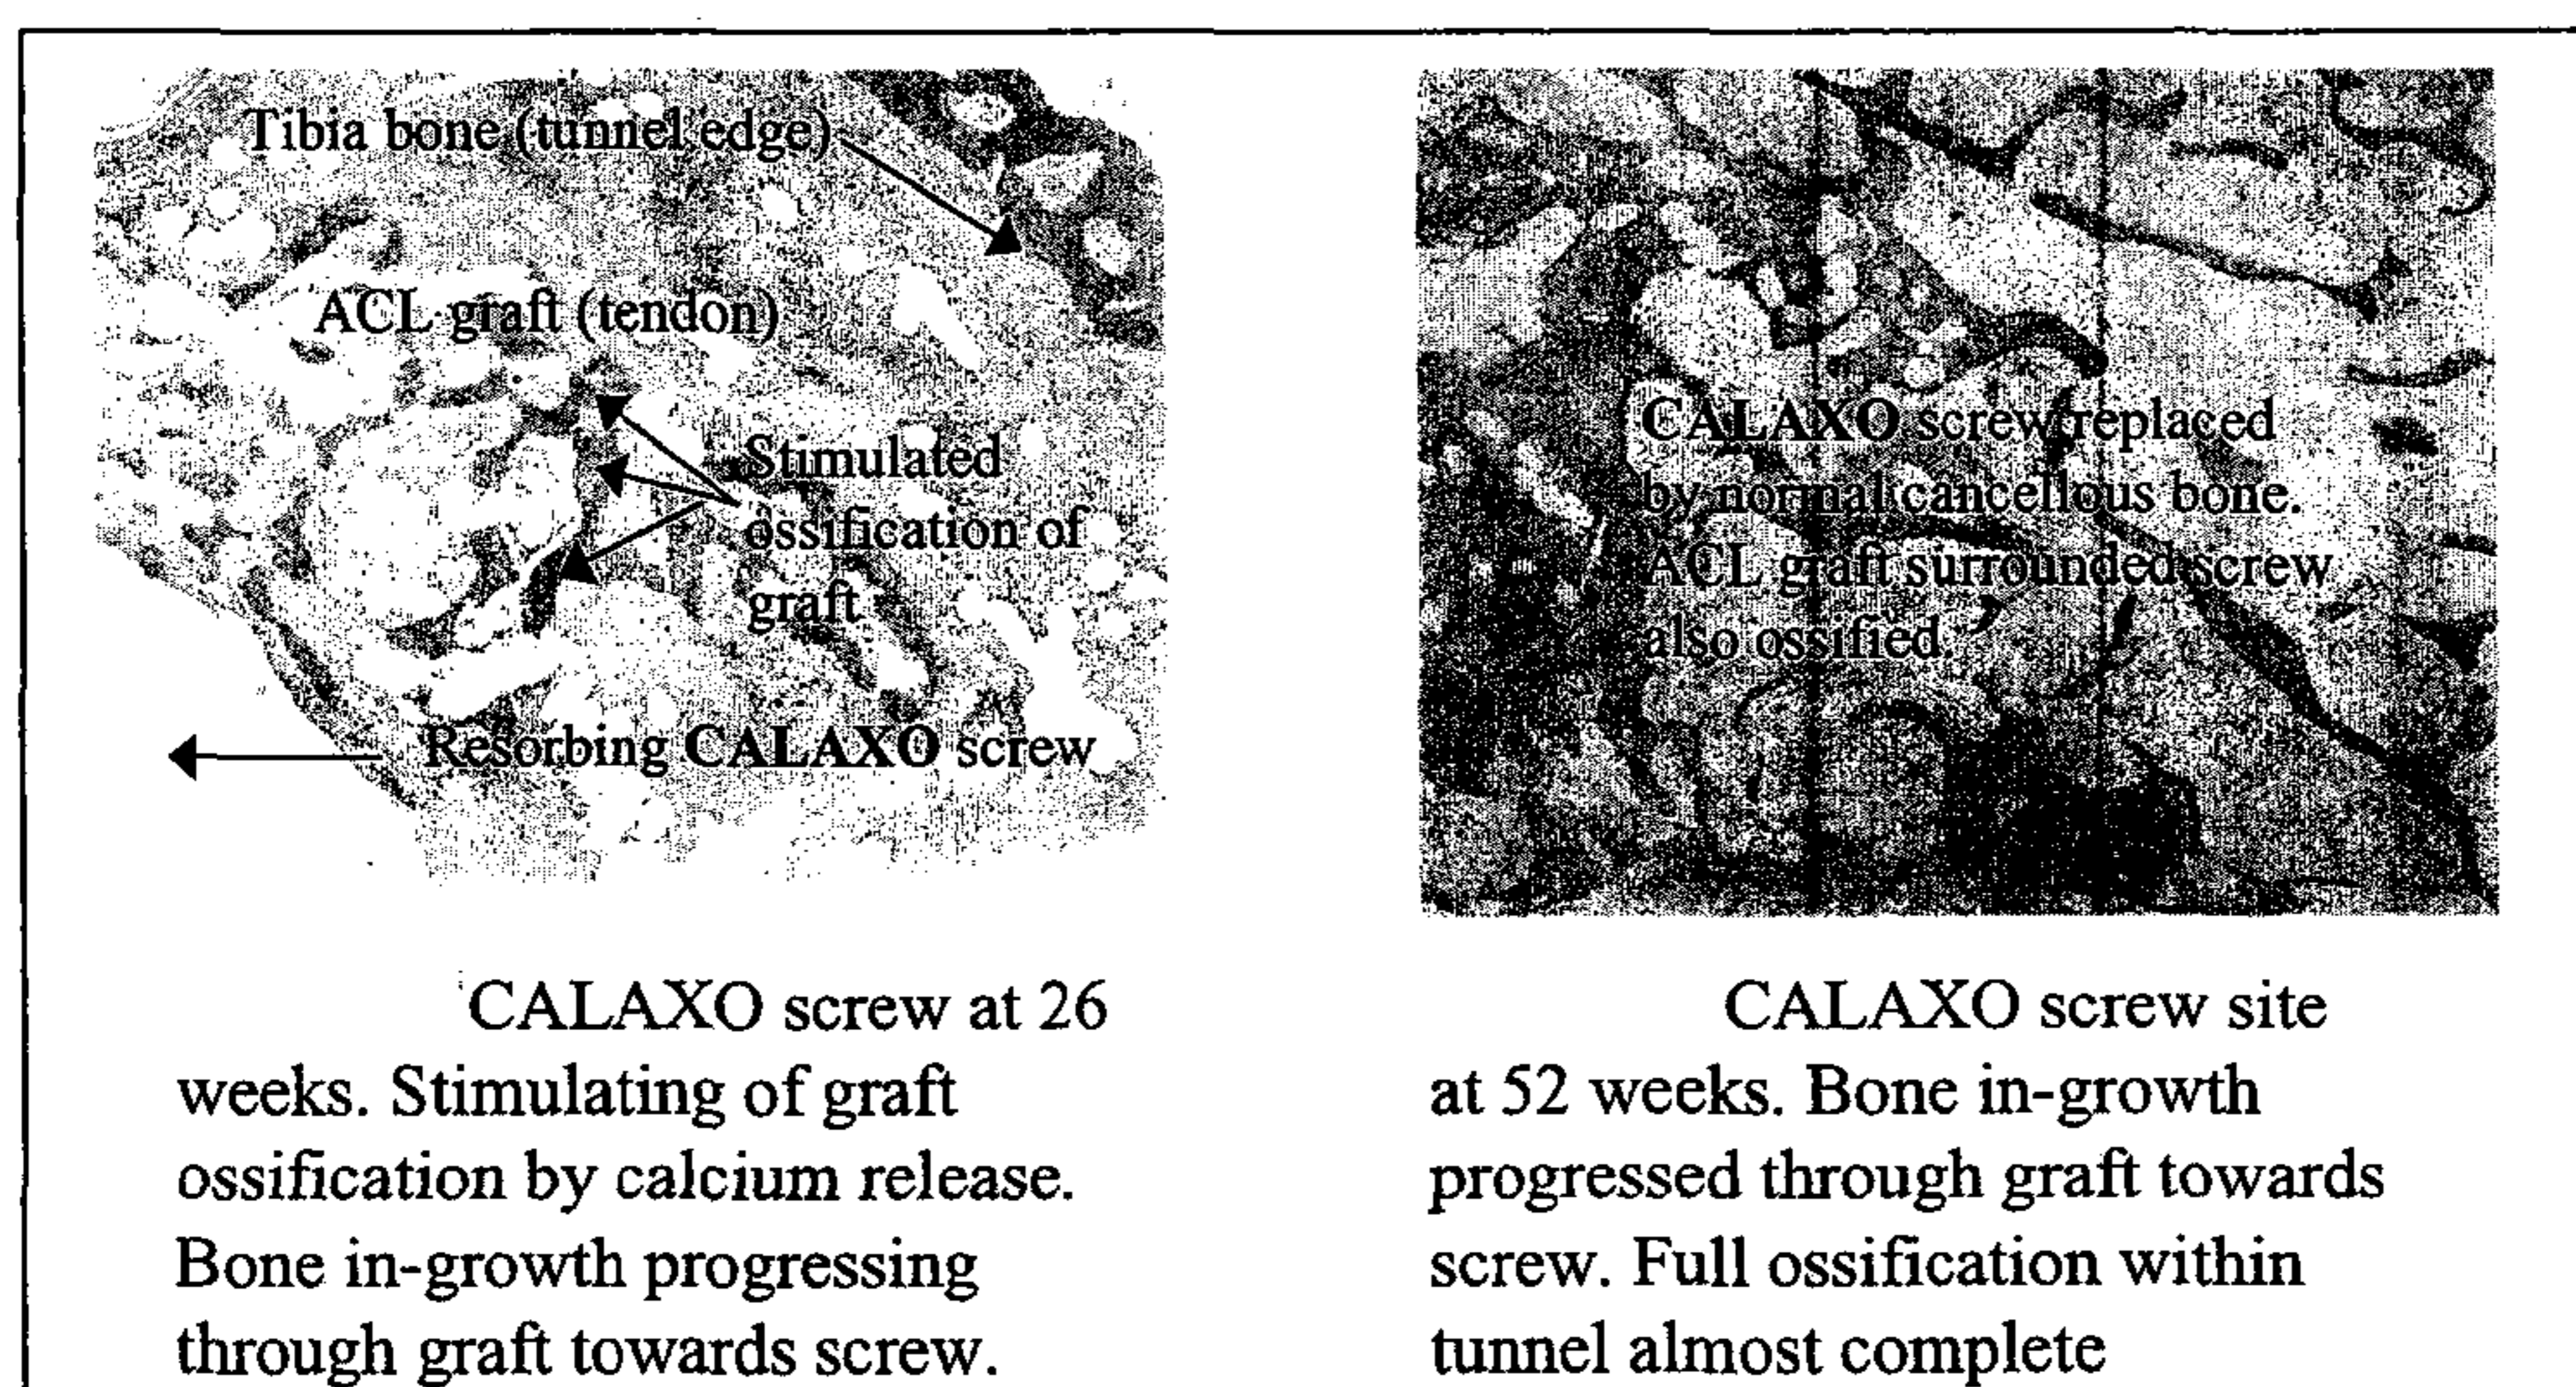 Tibia bone (tunnel edge)
ACL graft (tendon)
Stimulated
ossification of
graft
Resorbing CALAXO screw
CALAXO screw at 26
weeks. Stimulating of graft
ossification by calcium release.
Bone in-growth progressing
through graft towards screw.
CALAXO screw replaced
by normal cancellous bone.
ACL graft surrounded screw
also ossified.
CALAXO screw site
at 52 weeks. Bone in-growth
progressed through graft towards
screw. Full ossification within
tunnel almost complete